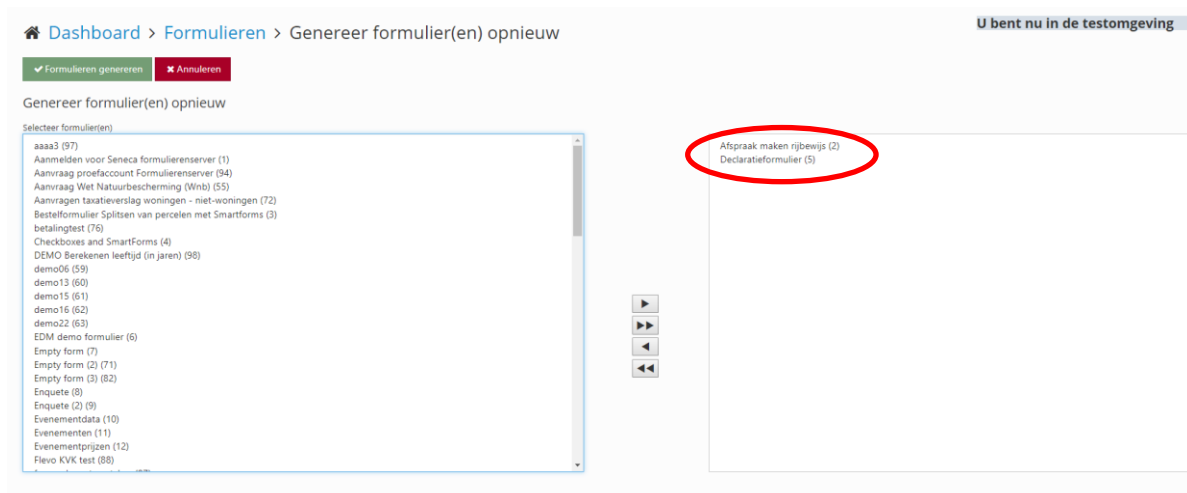 U bent nu in de testomgeving
Dashboard > Formulieren > Genereer formulier(en) opnieuw
Formulieren genereren
Annuleren
Genereer formulier(en) opnieuw
Selecteer formulier(en)
aaaa3 (97)
Aanmelden voor Seneca formulierenserver (1)
Aanvraag proefaccount Formulierenserver (94)
Aanvraag Wet Natuurbescherming (Wnb) (55)
Aanvragen taxatieverslag woningen - niet-woningen (72)
Bestelformulier Splitsen van percelen met Smartforms (3)
betalingtest (76)
Checkboxes and SmartForms (4)
DEMO Berekenen leeftijd (in jaren) (98)
demo06 (59)
demo13 (60)
demo15 (61)
demo16 (62)
demo22 (63)
EDM demo formulier (6)
Empty form (7)
Empty form (2) (71)
Empty form (3) (82)
Enquete (8)
Enquete (2) (9)
Evenementdata (10)
Evenementen (11)
Evenementprijzen (12)
Flevo KVK test (88)
Afspraak maken rijbewijs (2)
Declaratieformulier (5)